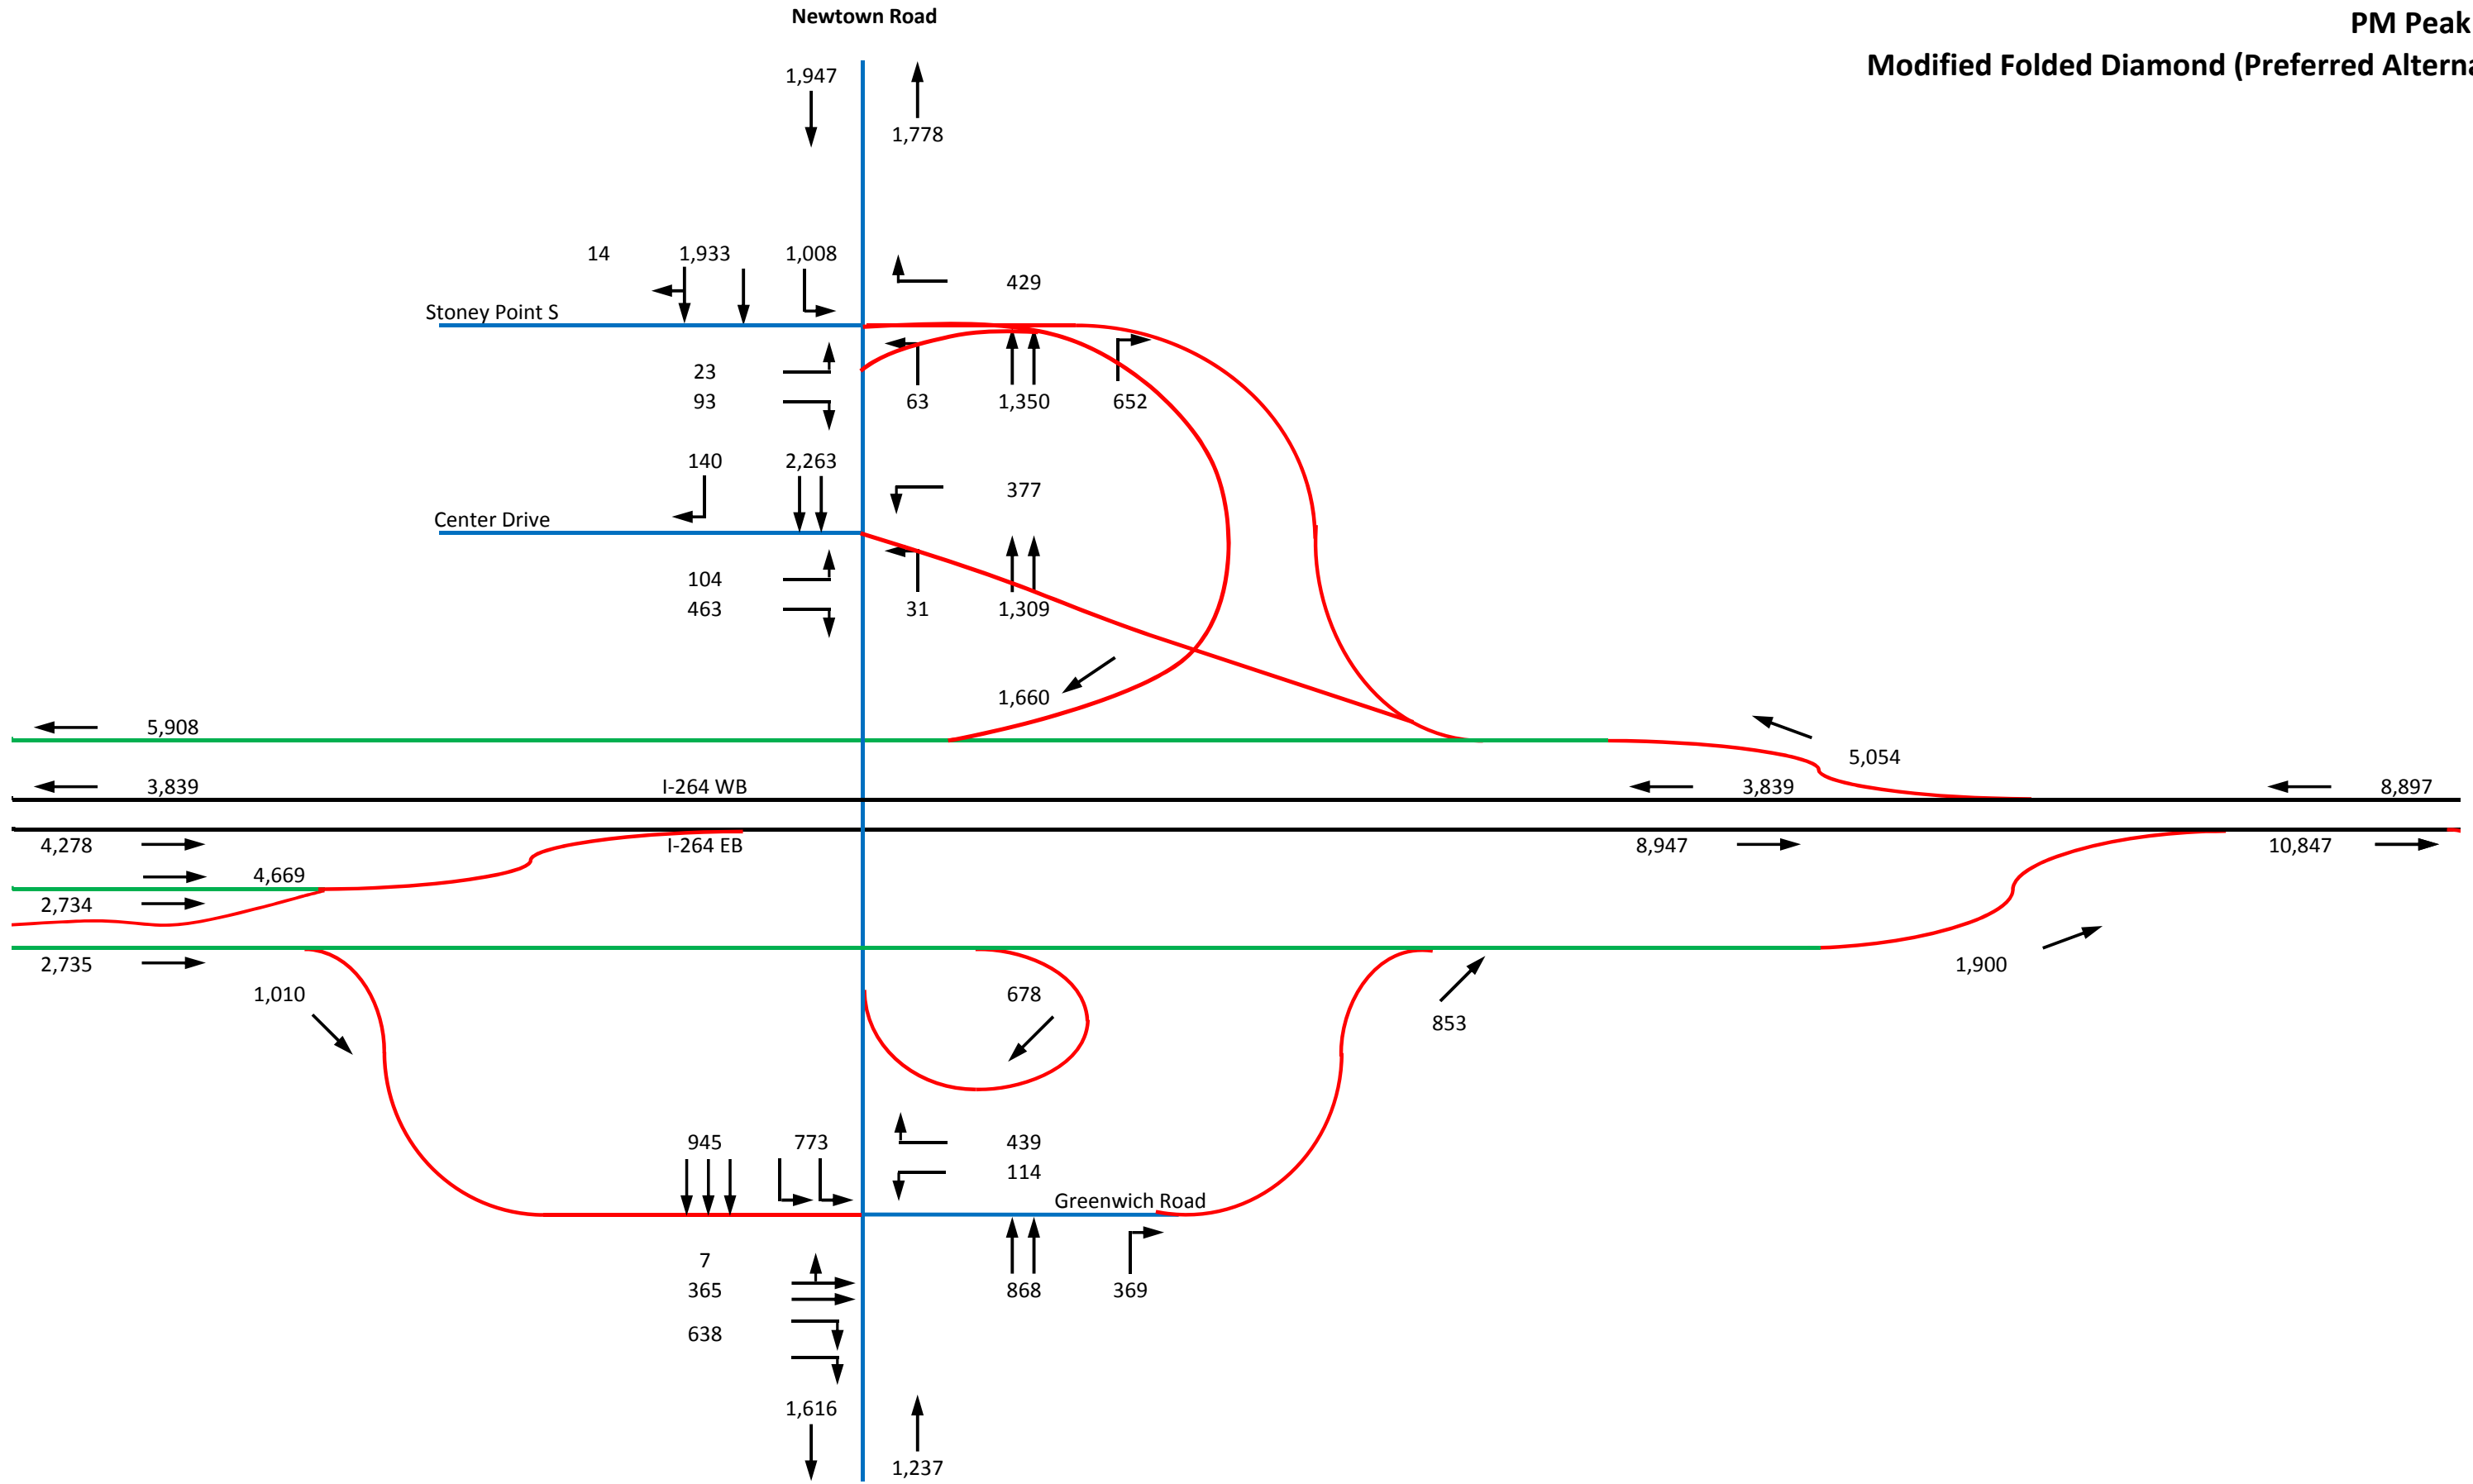 Newtown Road
PM Peak
Modified Folded Diamond (Preferred Alterna
1,947
1,778
14 1,933 1,008
429
Stoney Point S
23
93 63 1,350 652
140 2,263
377
Center Drive
104
463 31 1,309
1,660
5,908
5,054
3,839 I-264 WB 3,839 8,897
4,278 I-264 EB 8,947 10,847
4,669
2,734
2,735 1,900
1,010 678
853
945 773 439
114
Greenwich Road
7
365 868 369
638
1,616
1,237